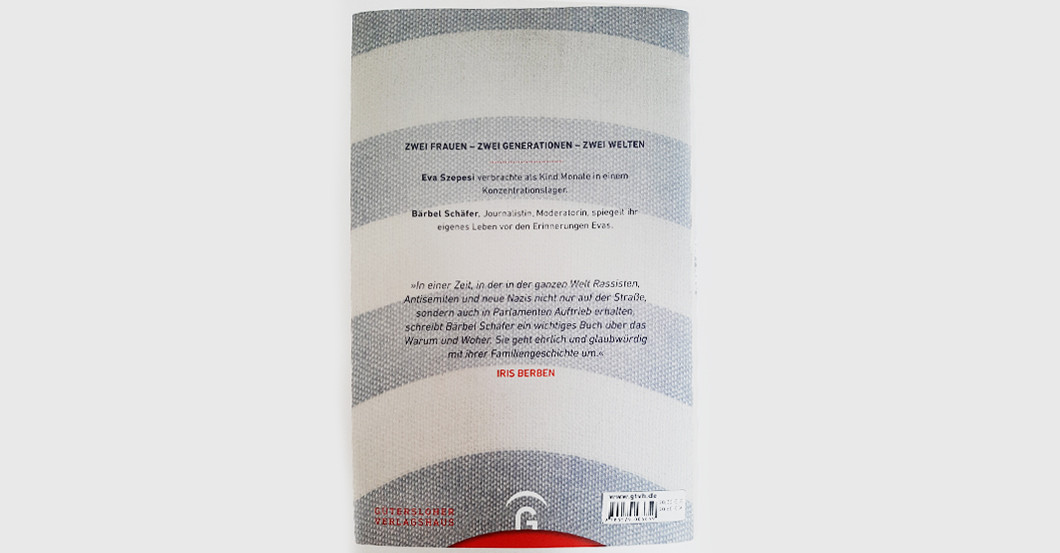 ZWEI FRAUEN – ZWEI GENERATIONEN – ZWEI WELTEN
Eva Szepesi verbrachte als Kind Monate in einem
Konzentrationslager.
Bärbel Schäfer, Journalistin, Moderatorin, spiegelt ihr
eigenes Leben vor den Erinnerungen Evas.
»In einer Zeit, in der in der ganzen Welt Rassisten,
Antisemiten und neue Nazis nicht nur auf der Straße,
sondern auch in Parlamenten Auftrieb erhalten,
schreibt Bärbel Schäfer ein wichtiges Buch über das
Warum und Woher. Sie geht ehrlich und glaubwürdig
mit ihrer Familiengeschichte um.«
IRIS BERBEN
GÜTERSLOHER
VERLAGSHAUS
G
www.gtvh.de